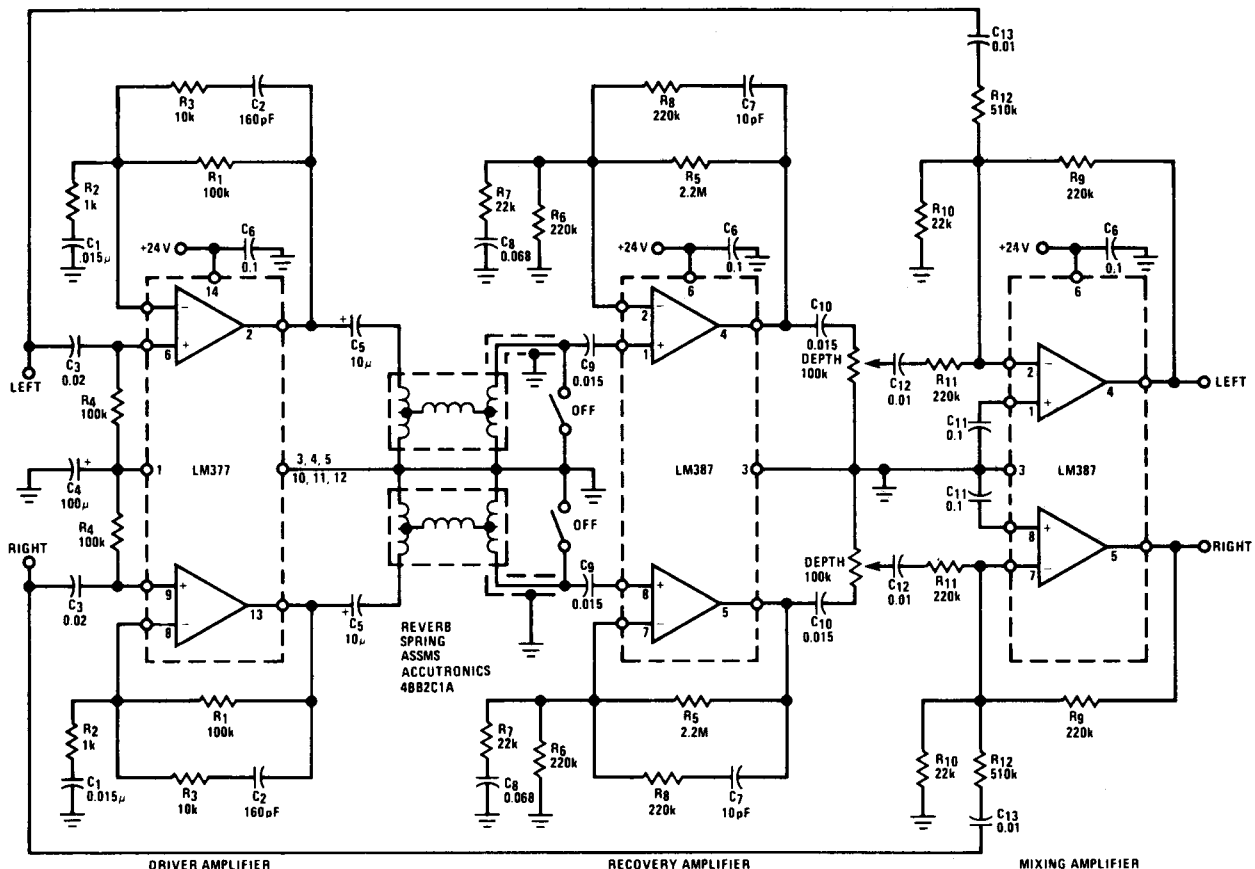 C13
0.01
R3
10k
C2
160pF
R8
220k
C7
10pF
R12
510k
R1
100k
R5
2.2M
R9
220k
R2
1k
C1
.015μ
R7
22k
C8
0.068
R6
220k
R10
22k
+24V
C6
0.1
14
+24V
C6
0.1
6
+24V
C6
0.1
6
C3
0.02
LEFT
6
−
+
2
+
C5
10μ
C9
0.015
2
1
−
+
4
C10
0.015
DEPTH
100k
C12
0.01
R11
220k
2
1
−
+
4
LEFT
R4
100k
OFF
C11
0.1
1
LM377
3, 4, 5
10, 11, 12
LM387
3
3
LM387
C4
100μ
+
R4
100k
OFF
C11
0.1
RIGHT
C3
0.02
9
8
+
−
13
+
C5
10μ
C9
0.015
8
7
+
−
5
DEPTH
100k
C10
0.015
C12
0.01
R11
220k
8
7
+
−
5
RIGHT
REVERB
SPRING
ASSMS
ACCUTRONICS
4BB2C1A
R2
1k
C1
0.015μ
R1
100k
R3
10k
C2
160pF
R7
22k
C8
0.068
R6
220k
R5
2.2M
R8
220k
C7
10pF
R10
22k
R12
510k
R9
220k
C13
0.01
DRIVER AMPLIFIER
RECOVERY AMPLIFIER
MIXING AMPLIFIER